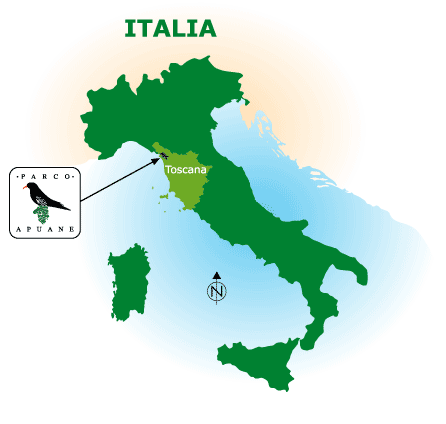 ITALIA
Toscana
· PARCO ·
APUANE
N